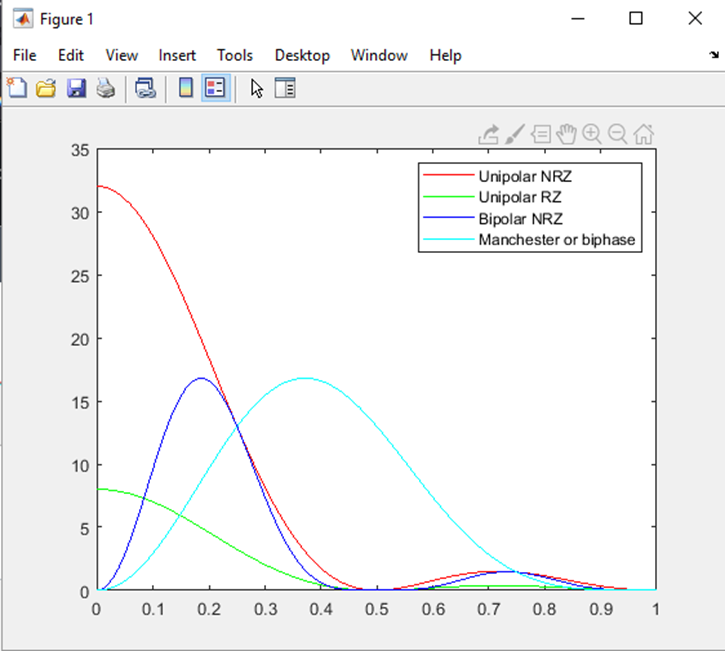 Figure 1
File Edit View Insert Tools Desktop Window Help
35
30
25
20
15
10
5
0
Unipolar NRZ
Unipolar RZ
Bipolar NRZ
Manchester or biphase
0 0.1 0.2 0.3 0.4 0.5 0.6 0.7 0.8 0.9 1